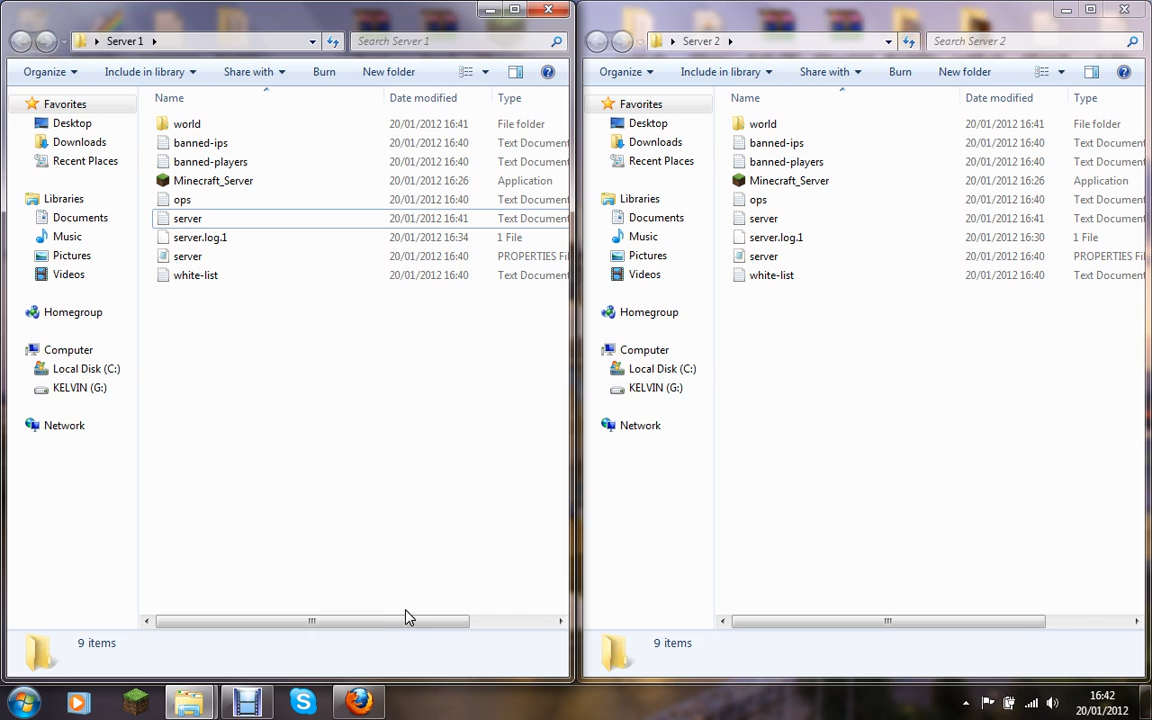 Server 1
Search Server 1
Organize
Include in library
Share with
Burn
New folder
Name
Date modified
Type
Favorites
Desktop
Downloads
Recent Places
Libraries
Documents
Music
Pictures
Videos
Homegroup
Computer
Local Disk (C:)
KELVIN (G:)
Network
world 20/01/2012 16:41 File folder
banned-ips 20/01/2012 16:40 Text Document
banned-players 20/01/2012 16:40 Text Document
Minecraft_Server 20/01/2012 16:26 Application
ops 20/01/2012 16:40 Text Document
server 20/01/2012 16:41 Text Document
server.log.1 20/01/2012 16:34 1 File
server 20/01/2012 16:40 PROPERTIES Fi
white-list 20/01/2012 16:40 Text Document
9 items
Server 2
Search Server 2
Organize
Include in library
Share with
Burn
New folder
Name
Date modified
Type
Favorites
Desktop
Downloads
Recent Places
Libraries
Documents
Music
Pictures
Videos
Homegroup
Computer
Local Disk (C:)
KELVIN (G:)
Network
world 20/01/2012 16:41 File folder
banned-ips 20/01/2012 16:40 Text Document
banned-players 20/01/2012 16:40 Text Document
Minecraft_Server 20/01/2012 16:26 Application
ops 20/01/2012 16:40 Text Document
server 20/01/2012 16:41 Text Document
server.log.1 20/01/2012 16:30 1 File
server 20/01/2012 16:40 PROPERTIES Fil
white-list 20/01/2012 16:40 Text Document
9 items
16:42
20/01/2012